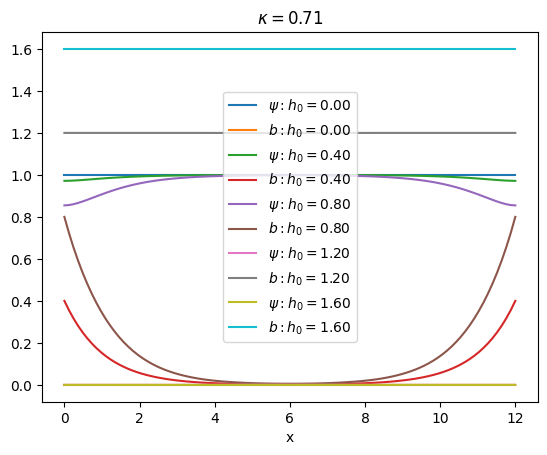 κ = 0.71
1.6
1.4
1.2
1.0
0.8
0.6
0.4
0.2
0.0
ψ: h₀ = 0.00
b: h₀ = 0.00
ψ: h₀ = 0.40
b: h₀ = 0.40
ψ: h₀ = 0.80
b: h₀ = 0.80
ψ: h₀ = 1.20
b: h₀ = 1.20
ψ: h₀ = 1.60
b: h₀ = 1.60
0 2 4 6 8 10 12
x